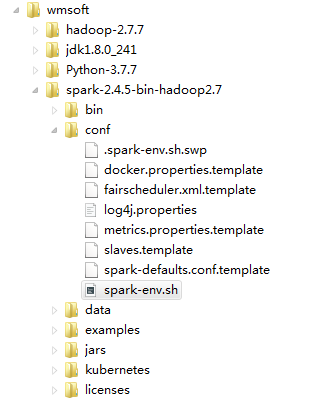 wmsoft
hadoop-2.7.7
jdk1.8.0_241
Python-3.7.7
spark-2.4.5-bin-hadoop2.7
bin
conf
.spark-env.sh.swp
docker.properties.template
fairscheduler.xml.template
log4j.properties
metrics.properties.template
slaves.template
spark-defaults.conf.template
spark-env.sh
data
examples
jars
kubernetes
licenses